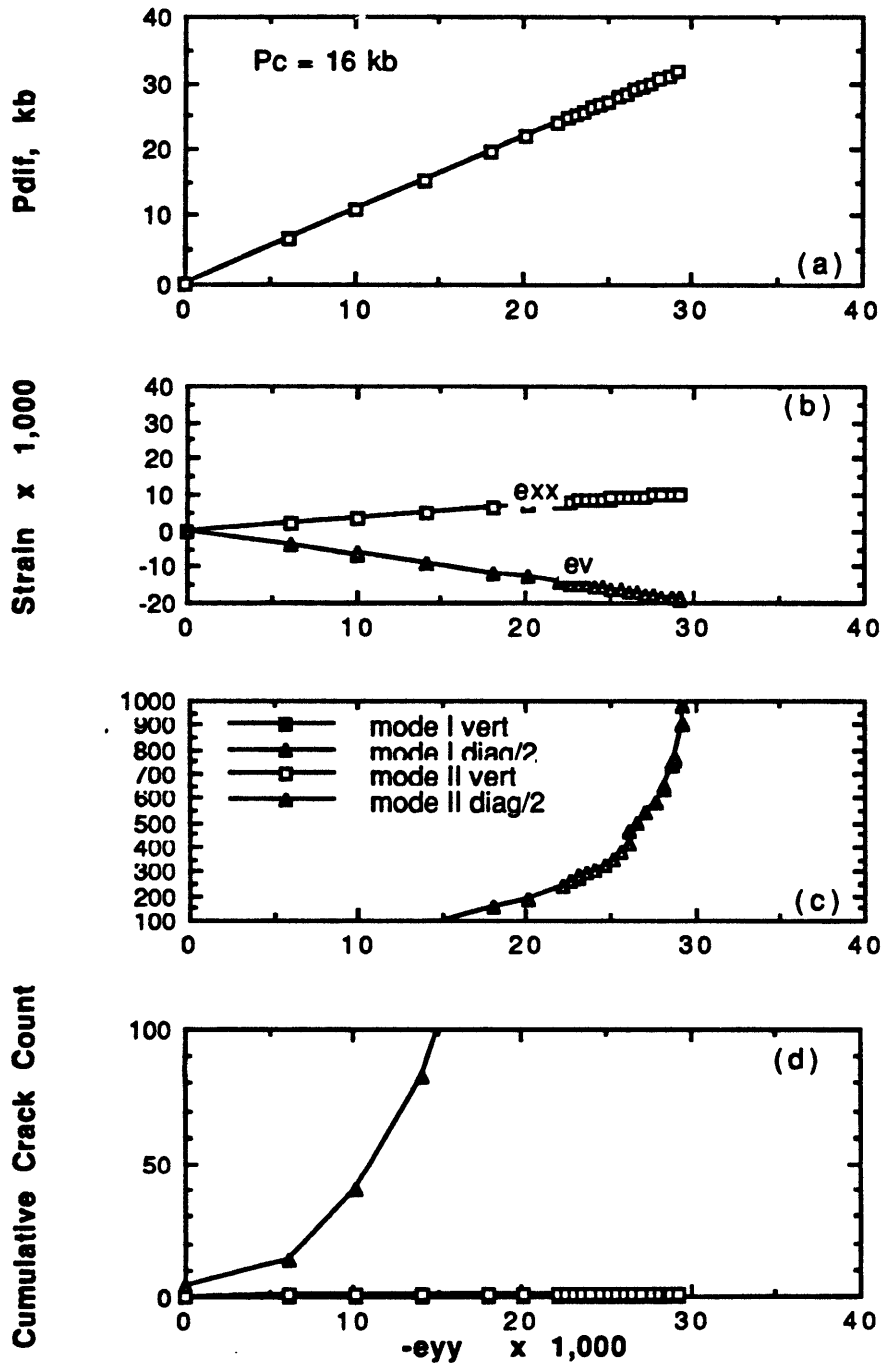 40
30
20
10
0
Pdif, kb
Pc = 16 kb
(a)
0 10 20 30 40
40
30
20
10
0
-10
-20
Strain x 1,000
(b)
exx
ev
0 10 20 30 40
1000
900
800
700
600
500
400
300
200
100
mode I vert
mode I diag/2
mode II vert
mode II diag/2
(c)
0 10 20 30 40
Cumulative Crack Count
100
50
0
(d)
0 10 20 30 40
-eyy x 1,000